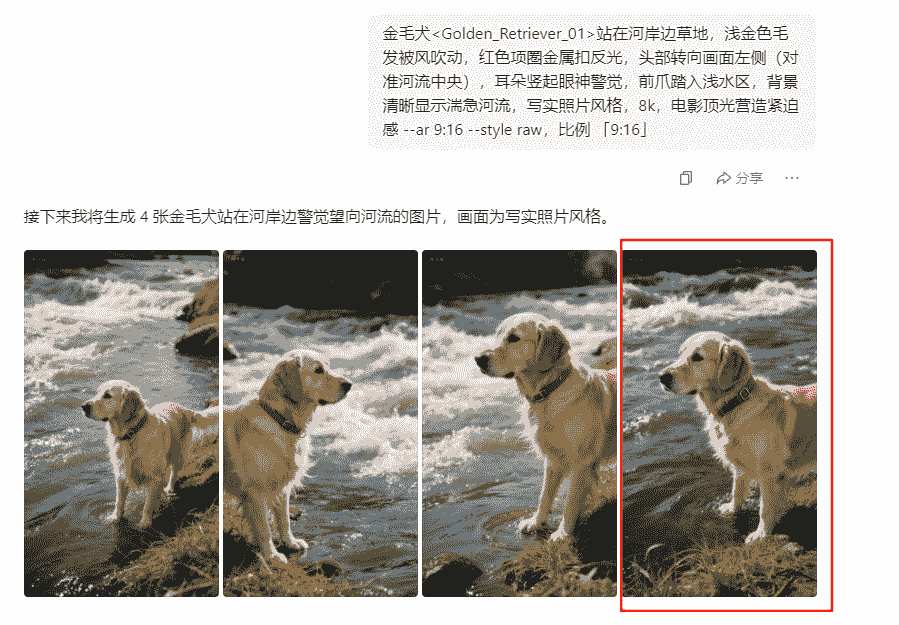 金毛犬<Golden_Retriever_01>站在河岸边草地，浅金色毛
发被风吹动，红色项圈金属扣反光，头部转向画面左侧（对
准河流中央），耳朵竖起眼神警觉，前爪踏入浅水区，背景
清晰显示湍急河流，写实照片风格，8k，电影顶光营造紧迫
感 --ar 9:16 --style raw，比例 「9:16」
分享
接下来我将生成 4 张金毛犬站在河岸边警觉望向河流的图片，画面为写实照片风格。